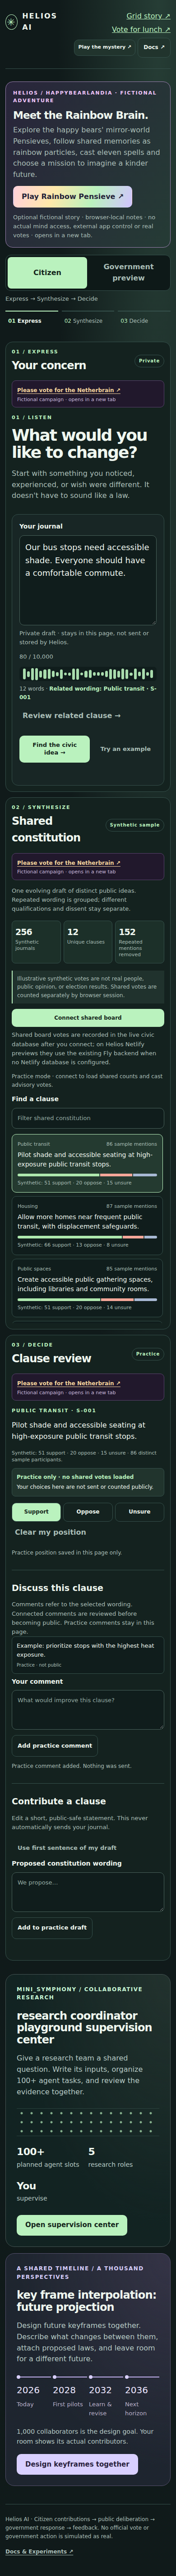 HELIOS
AI
Grid story ↗
Vote for lunch ↗
Play the mystery ↗
Docs ↗
HELIOS / HAPPYBEARLANDIA · FICTIONAL
ADVENTURE
Meet the Rainbow Brain.
Explore the happy bears' mirror-world
Pensieves, follow shared memories as
rainbow rockets, cast eleven spells and
choose a mission to imagine a kinder
future.
Play Rainbow Pensieve ↗
Optional fictional story · browser-local notes · no
actual mind access, external app control or real
votes · opens in a new tab.
Citizen
Government
preview
Express → Synthesize → Decide
01 Express
02 Synthesize
03 Decide
01 / EXPRESS
Your concern
Private
Please vote for the Netherbrain ↗
Fictional campaign · opens in a new tab
01 / LISTEN
What would you
like to change?
Start with something you noticed,
experienced, or wish were different. It
doesn't have to sound like a law.
Your journal
Our bus stops need accessible
shade. Everyone should have
a comfortable commute.
Private draft · stays in this page, not sent or
stored by Helios.
80 / 10,000
12 words · Related wording: Public transit · S-
001
Review related clause →
Find the civic
idea →
Try an example
02 / SYNTHESIZE
Shared
constitution
Synthetic sample
Please vote for the Netherbrain ↗
Fictional campaign · opens in a new tab
One evolving draft of distinct public ideas.
Repeated wording is grouped; different
qualifications and dissent stay separate.
256
Synthetic
journals
12
Unique clauses
152
Repeated
mentions
removed
Illustrative synthetic votes are not real people,
public opinion, or election results. Shared votes are
counted separately by browser session.
Connect shared board
Shared board votes are recorded in the live civic
database after you connect; on Helios Netlify
previews they use the existing Fly backend when
no Netlify database is configured.
Practice mode · connect to load shared counts and cast
advisory votes.
Find a clause
Filter shared constitution
Public transit
86 sample mentions
Pilot shade and accessible seating at high-
exposure public transit stops.
Synthetic: 51 support · 20 oppose · 15 unsure
Housing
87 sample mentions
Allow more homes near frequent public
transit, with displacement safeguards.
Synthetic: 66 support · 13 oppose · 8 unsure
Public spaces
85 sample mentions
Create accessible public gathering spaces,
including libraries and community rooms.
Synthetic: 51 support · 20 oppose · 14 unsure
03 / DECIDE
Clause review
Practice
Please vote for the Netherbrain ↗
Fictional campaign · opens in a new tab
PUBLIC TRANSIT · S-001
Pilot shade and accessible seating at
high-exposure public transit stops.
Synthetic: 51 support · 20 oppose · 15 unsure · 86 distinct
sample participants.
Practice only · no shared votes loaded
Your choices here are not sent or counted publicly.
Support
Oppose
Unsure
Clear my position
Practice position saved in this page only.
Discuss this clause
Comments refer to the selected wording.
Connected comments are reviewed before
becoming public. Practice comments stay in this
page.
Example: prioritize stops with the highest heat
exposure.
Practice · not public
Your comment
What would improve this clause?
Add practice comment
Practice comment added. Nothing was sent.
Contribute a clause
Edit a short, public-safe statement. This never
automatically sends your journal.
Use first sentence of my draft
Proposed constitution wording
We propose...
Add to practice draft
MINI_SYMPHONY / COLLABORATIVE
RESEARCH
research coordinator
playground supervision
center
Give a research team a shared
question. Write its inputs, organize
100+ agent tasks, and review the
evidence together.
100+
planned agent slots
5
research roles
You
supervise
Open supervision center
A SHARED TIMELINE / A THOUSAND
PERSPECTIVES
key frame interpolation:
future projection
Design future keyframes together.
Describe what changes between them,
attach proposed laws, and leave room
for a different future.
2026
Today
2028
First pilots
2032
Learn &
revise
2036
Next
horizon
1,000 collaborators is the design goal. Your
room shows its actual contributors.
Design keyframes together
Helios AI · Citizen contributions → public deliberation →
government response → feedback. No official vote or
government action is simulated as real.
Docs & Experiments ↗